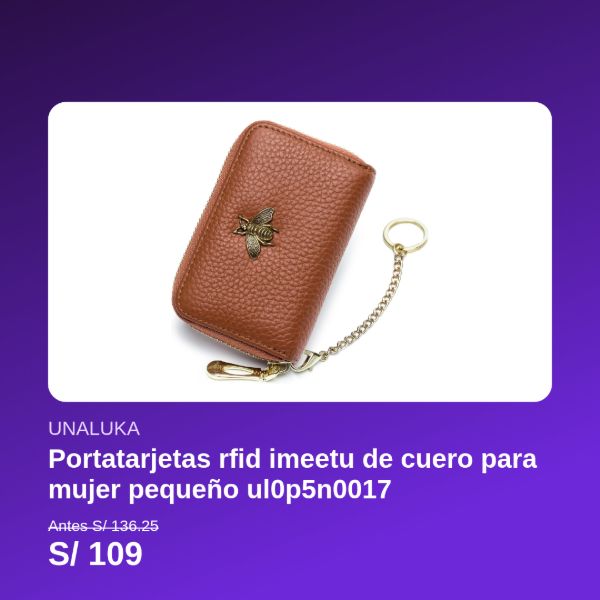 UNALUKA
Portatarjetas rfid imeetu de cuero para
mujer pequeño ul0p5n0017
Antes S/ 136.25
S/ 109